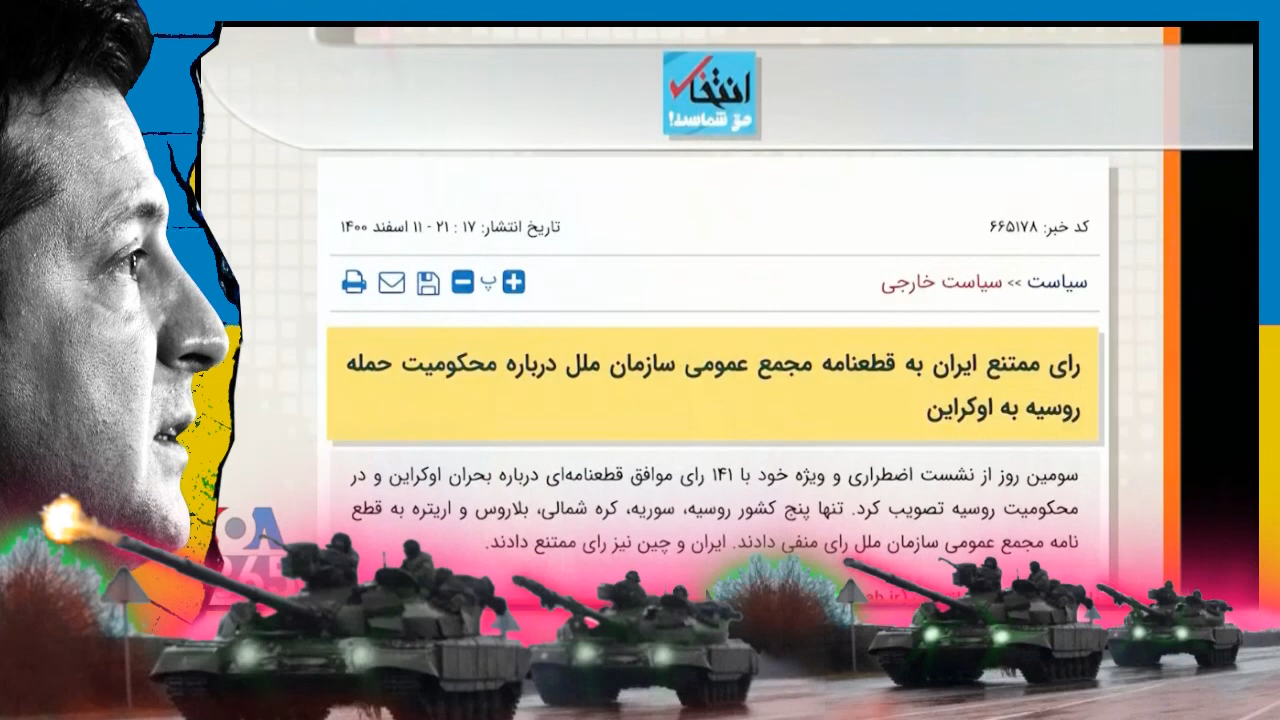 انتخاب
حق شماست!
کد خبر: ۶۶۵۱۷۸
تاریخ انتشار: ۱۷ : ۲۱ - ۱۱ اسفند ۱۴۰۰
سیاست >> سیاست خارجی
پ
رای ممتنع ایران به قطعنامه مجمع عمومی سازمان ملل درباره محکومیت حمله
روسیه به اوکراین
سومین روز از نشست اضطراری و ویژه خود با ۱۴۱ رای موافق قطعنامه‌ای درباره بحران اوکراین و در
محکومیت روسیه تصویب کرد. تنها پنج کشور روسیه، سوریه، کره شمالی، بلاروس و اریتره به قطع
نامه مجمع عمومی سازمان ملل رای منفی دادند. ایران و چین نیز رای ممتنع دادند.
VOA
365